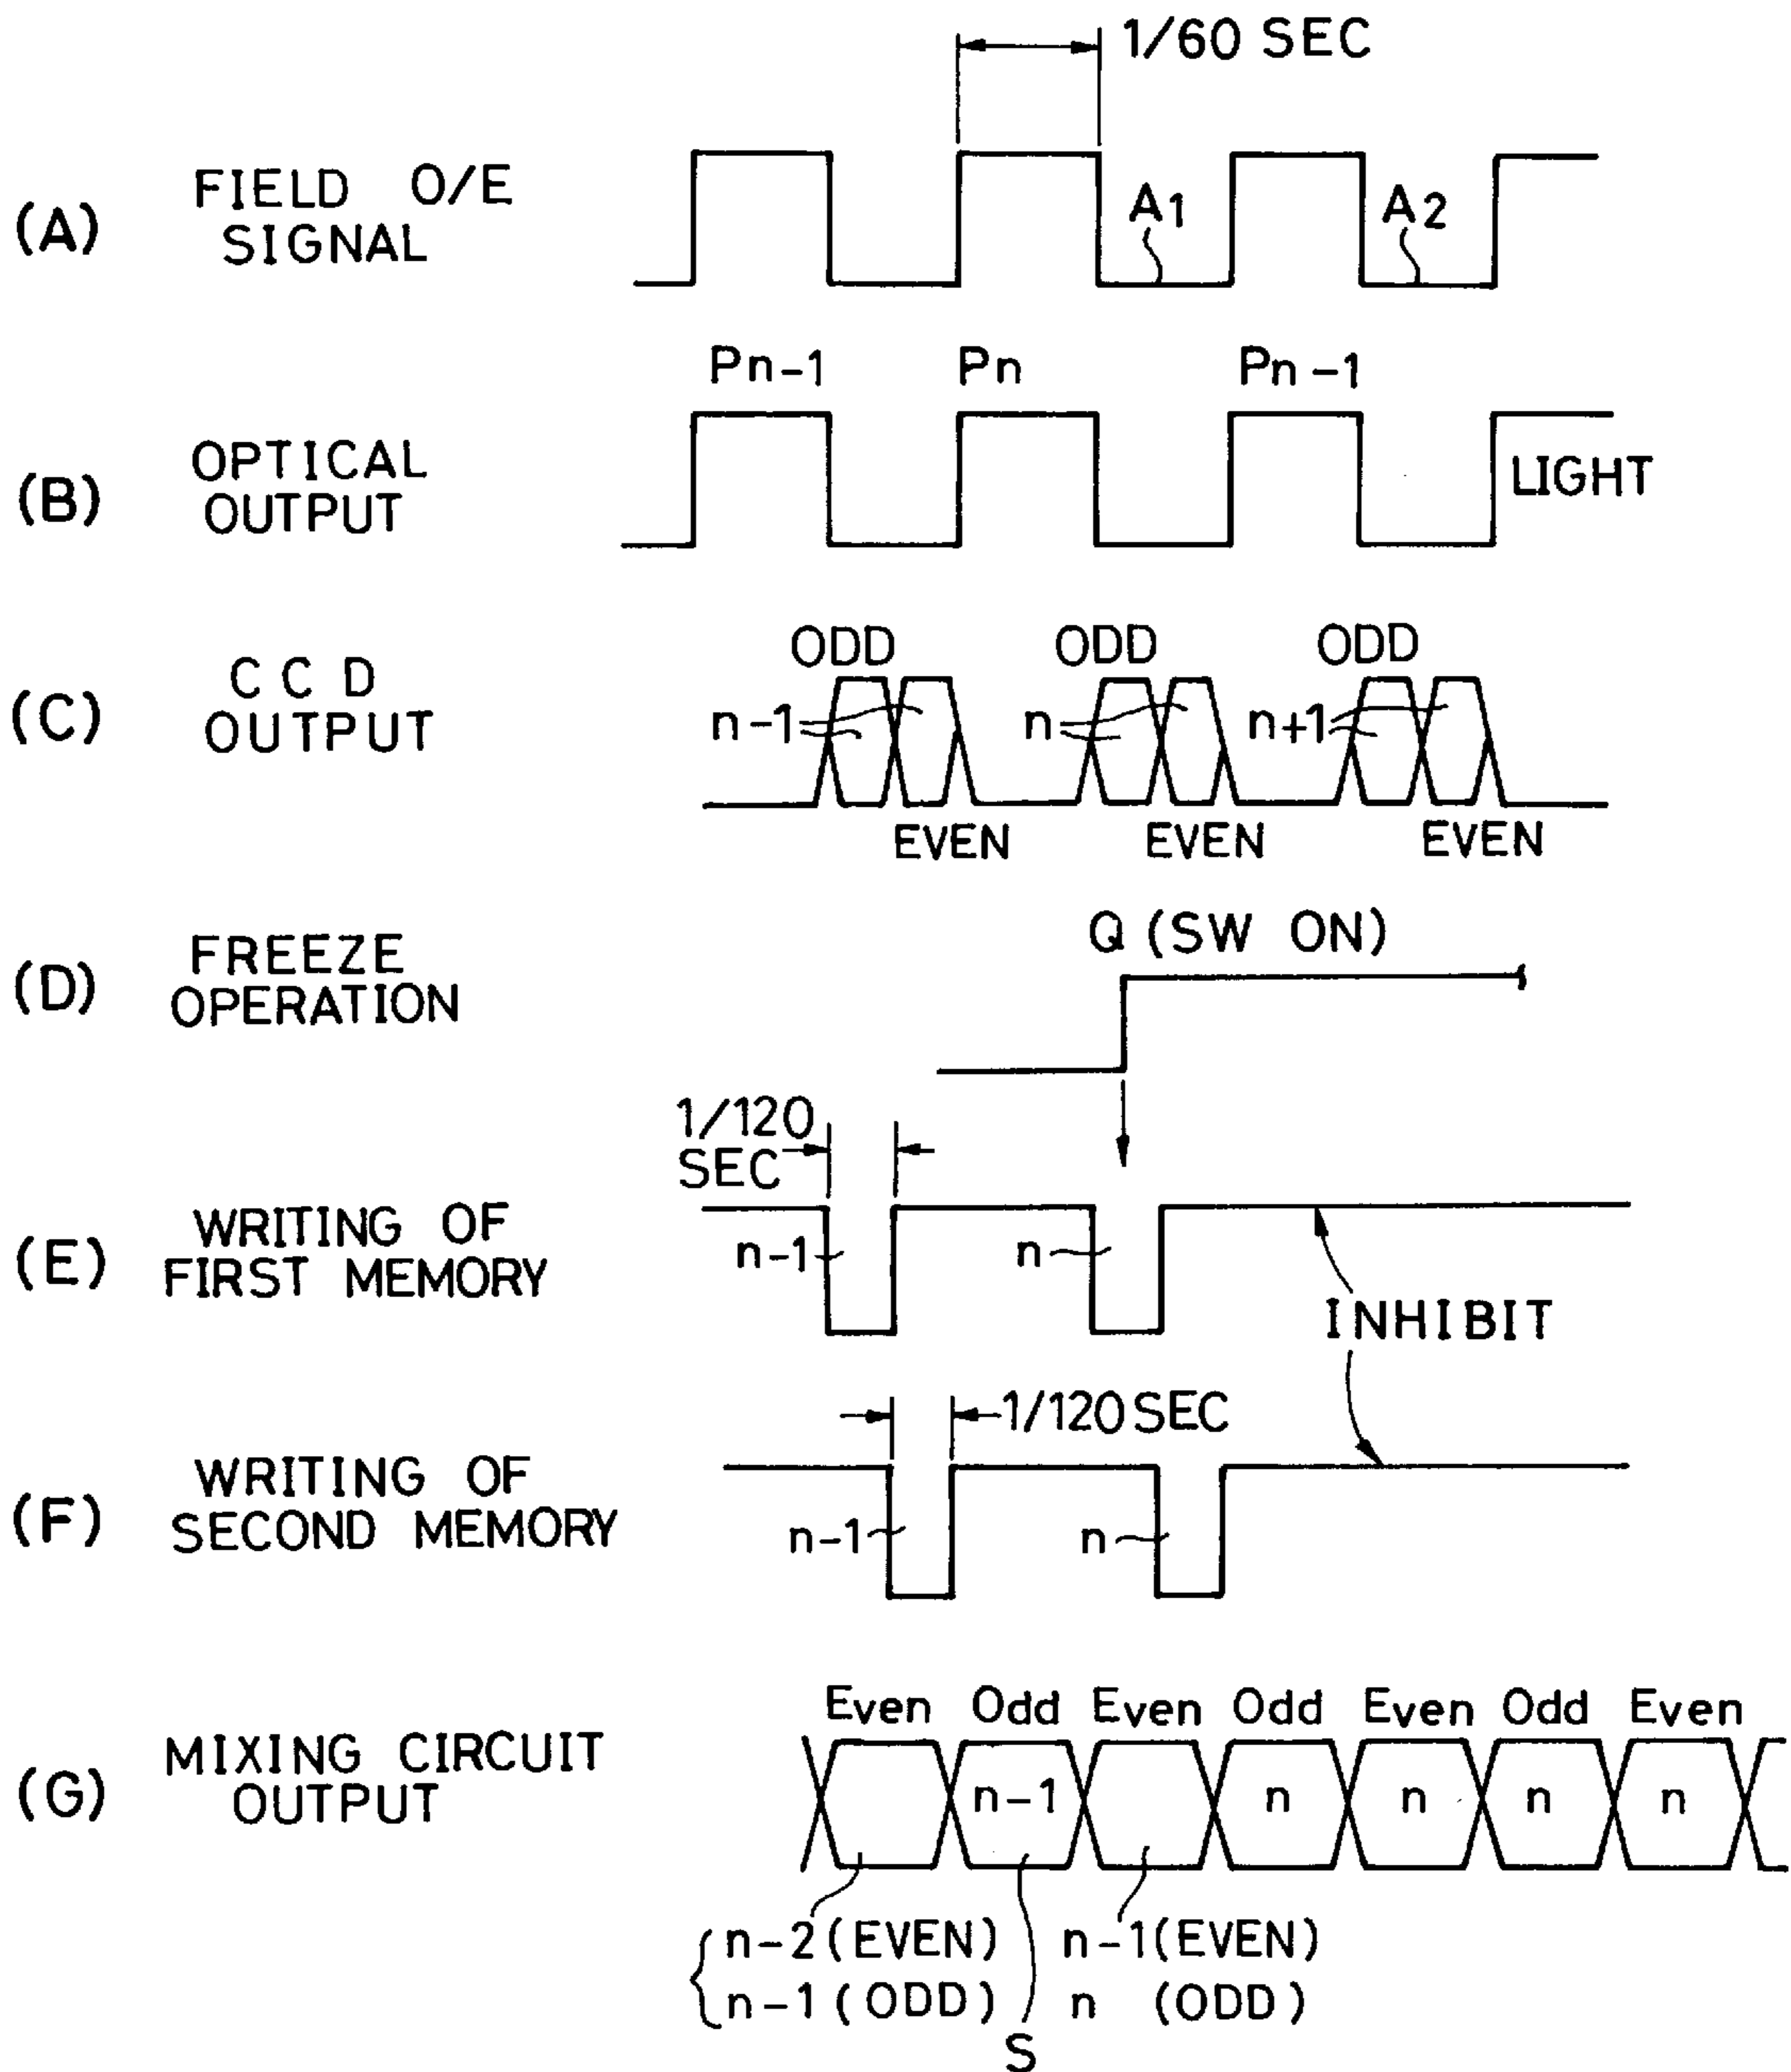 1/60 SEC
(A) FIELD O/E SIGNAL
A1 A2
Pn-1 Pn Pn-1
(B) OPTICAL OUTPUT
LIGHT
ODD ODD ODD
(C) CCD OUTPUT
n-1 n n+1
EVEN EVEN EVEN
Q (SW ON)
(D) FREEZE OPERATION
1/120 SEC
(E) WRITING OF FIRST MEMORY
n-1 n
INHIBIT
1/120 SEC
(F) WRITING OF SECOND MEMORY
n-1 n
Even Odd Even Odd Even Odd Even
(G) MIXING CIRCUIT OUTPUT
n-1 n n n n
n-2 (EVEN) n-1 (EVEN)
n-1 (ODD) n (ODD)
S